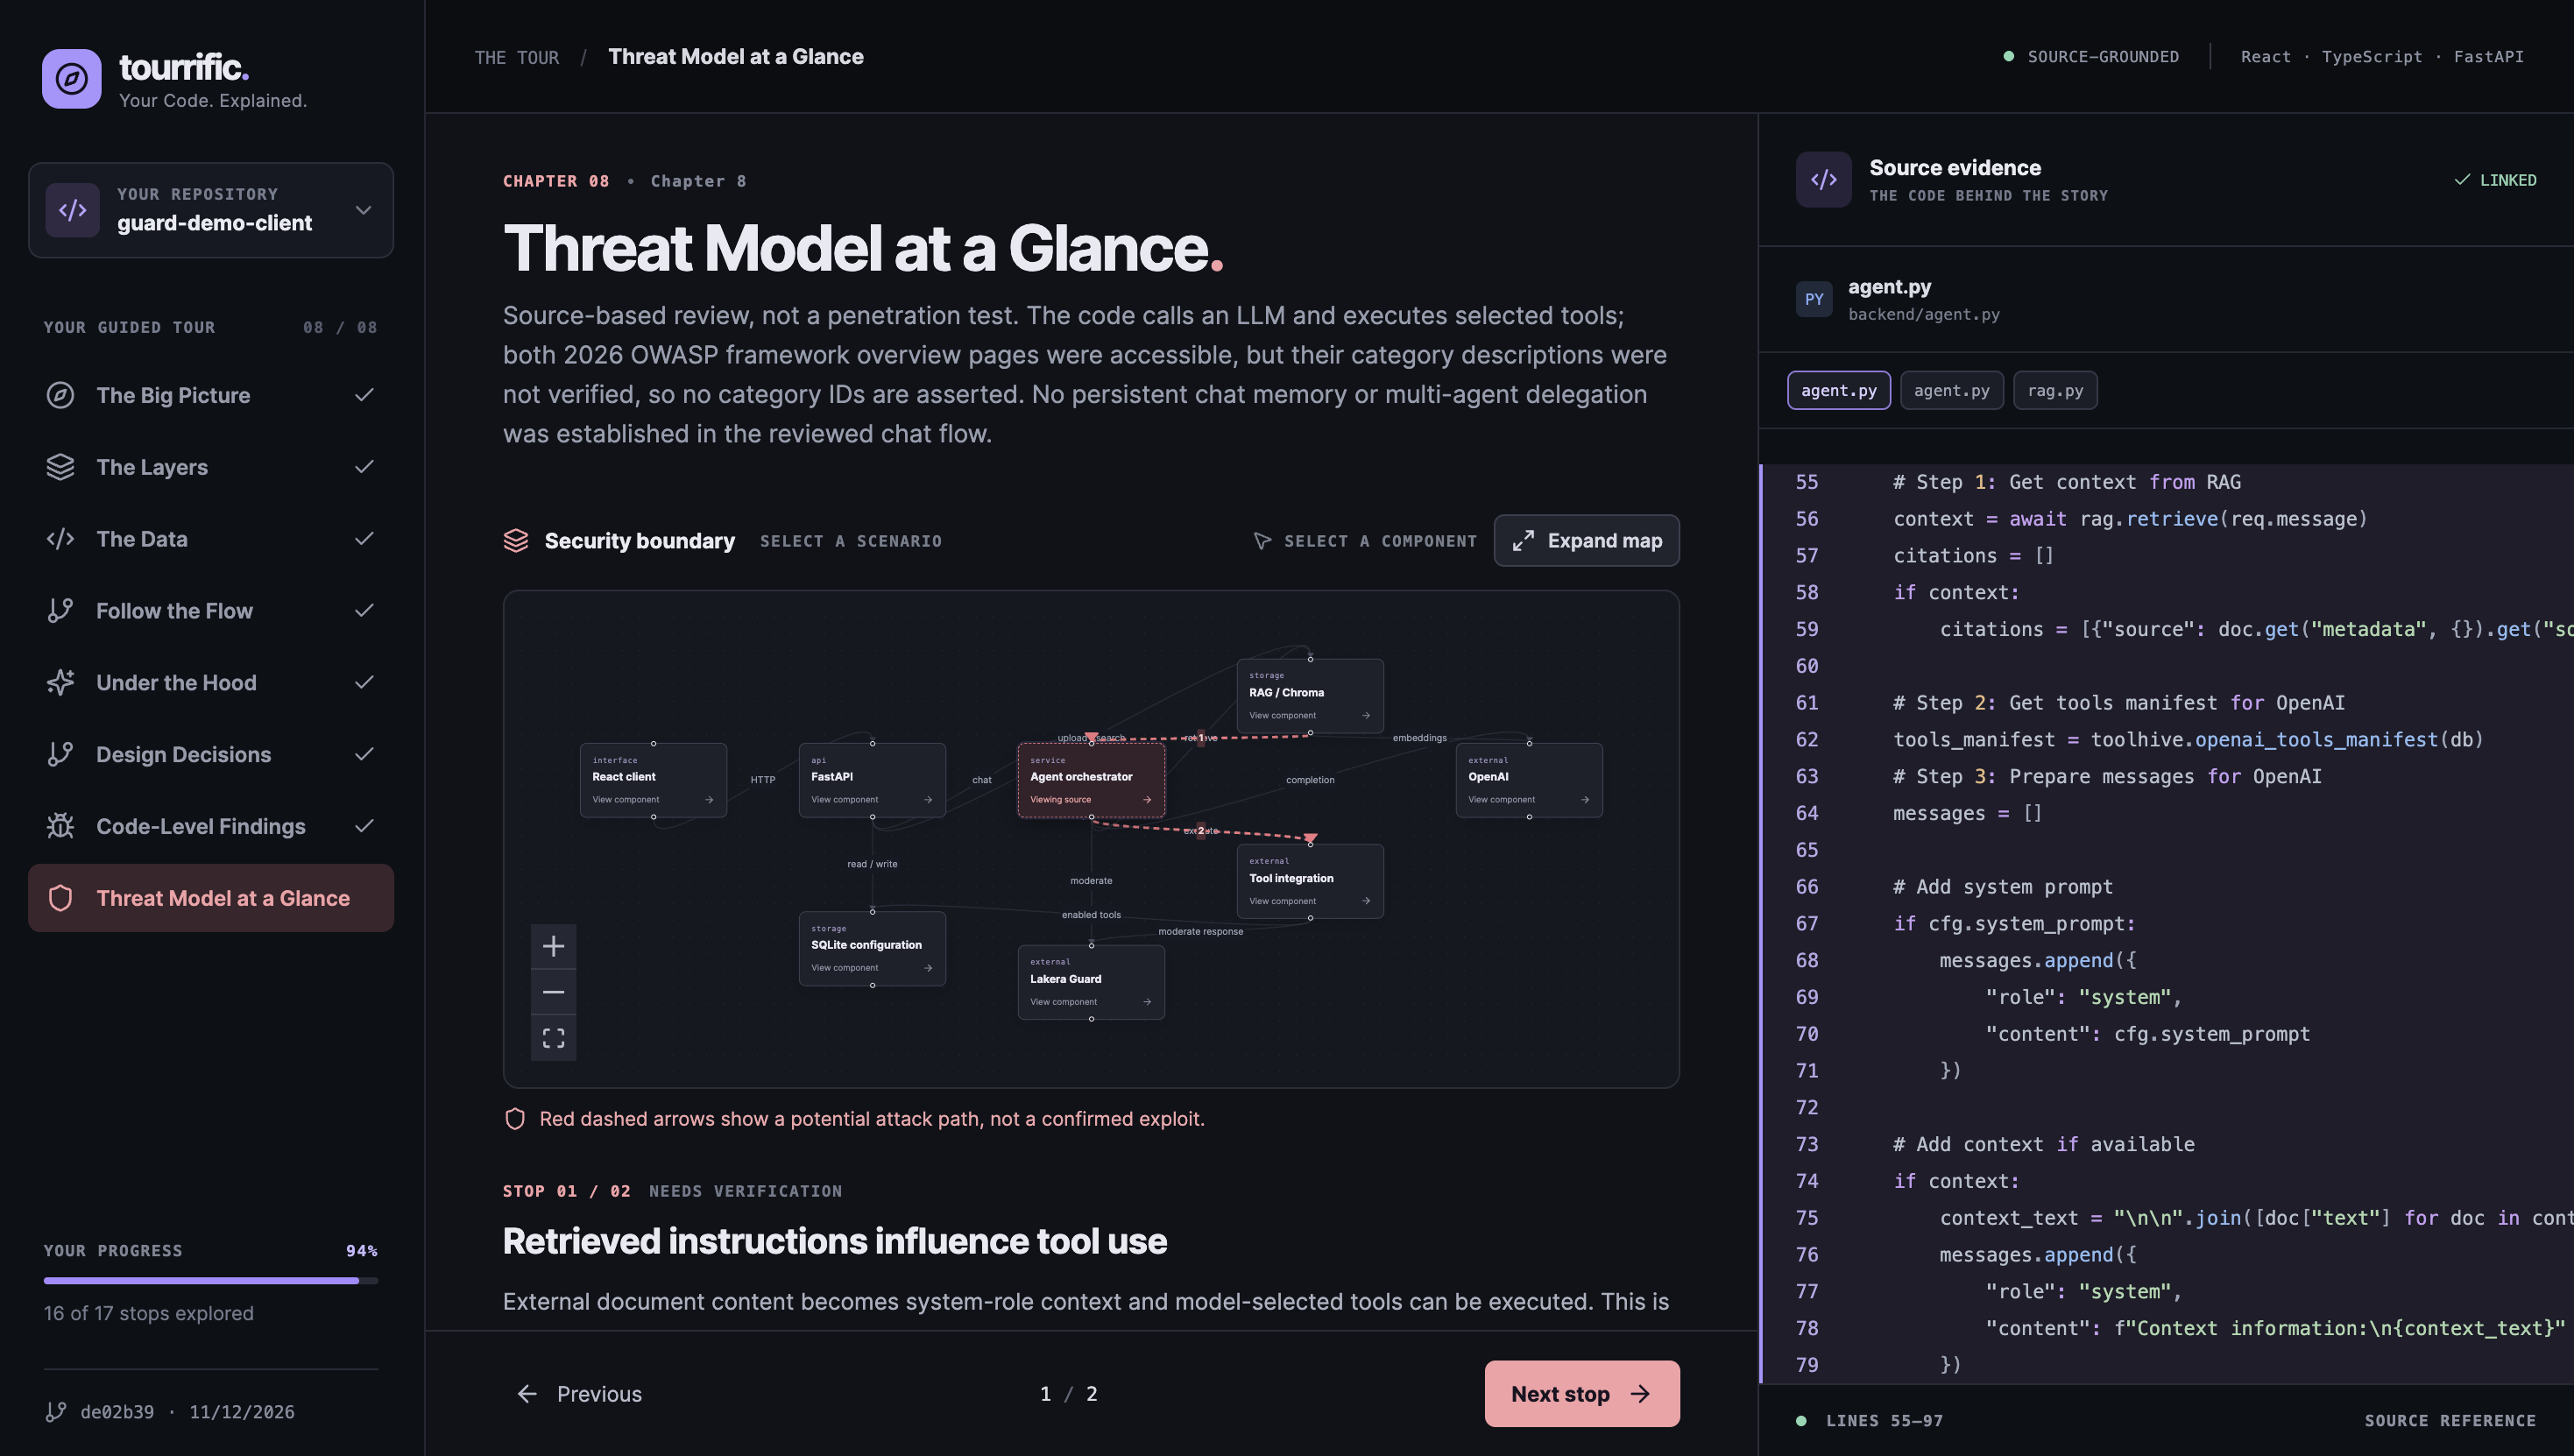 tourrific.
Your Code. Explained.
YOUR REPOSITORY
guard-demo-client
YOUR GUIDED TOUR 08 / 08
The Big Picture
The Layers
The Data
Follow the Flow
Under the Hood
Design Decisions
Code-Level Findings
Threat Model at a Glance
YOUR PROGRESS 94%
16 of 17 stops explored
de02b39 · 11/12/2026
THE TOUR / Threat Model at a Glance
SOURCE-GROUNDED
React · TypeScript · FastAPI
CHAPTER 08 • Chapter 8
Threat Model at a Glance.
Source-based review, not a penetration test. The code calls an LLM and executes selected tools;
both 2026 OWASP framework overview pages were accessible, but their category descriptions were
not verified, so no category IDs are asserted. No persistent chat memory or multi-agent delegation
was established in the reviewed chat flow.
Security boundary SELECT A SCENARIO
SELECT A COMPONENT
Expand map
storage
RAG / Chroma
View component
upload search
1
embeddings
interface
React client
View component
HTTP
api
FastAPI
View component
chat
service
Agent orchestrator
Viewing source
completion
external
OpenAI
View component
2
read / write
moderate
external
Tool integration
View component
enabled tools
moderate response
storage
SQLite configuration
View component
external
Lakera Guard
View component
Red dashed arrows show a potential attack path, not a confirmed exploit.
STOP 01 / 02 NEEDS VERIFICATION
Retrieved instructions influence tool use
External document content becomes system-role context and model-selected tools can be executed. This is
Previous
1 / 2
Next stop
Source evidence
THE CODE BEHIND THE STORY
LINKED
PY
agent.py
backend/agent.py
agent.py agent.py rag.py
55 # Step 1: Get context from RAG
56 context = await rag.retrieve(req.message)
57 citations = []
58 if context:
59 citations = [{"source": doc.get("metadata", {}).get("so
60
61 # Step 2: Get tools manifest for OpenAI
62 tools_manifest = toolhive.openai_tools_manifest(db)
63 # Step 3: Prepare messages for OpenAI
64 messages = []
65
66 # Add system prompt
67 if cfg.system_prompt:
68 messages.append({
69 "role": "system",
70 "content": cfg.system_prompt
71 })
72
73 # Add context if available
74 if context:
75 context_text = "\n\n".join([doc["text"] for doc in cont
76 messages.append({
77 "role": "system",
78 "content": f"Context information:\n{context_text}"
79 })
LINES 55–97
SOURCE REFERENCE